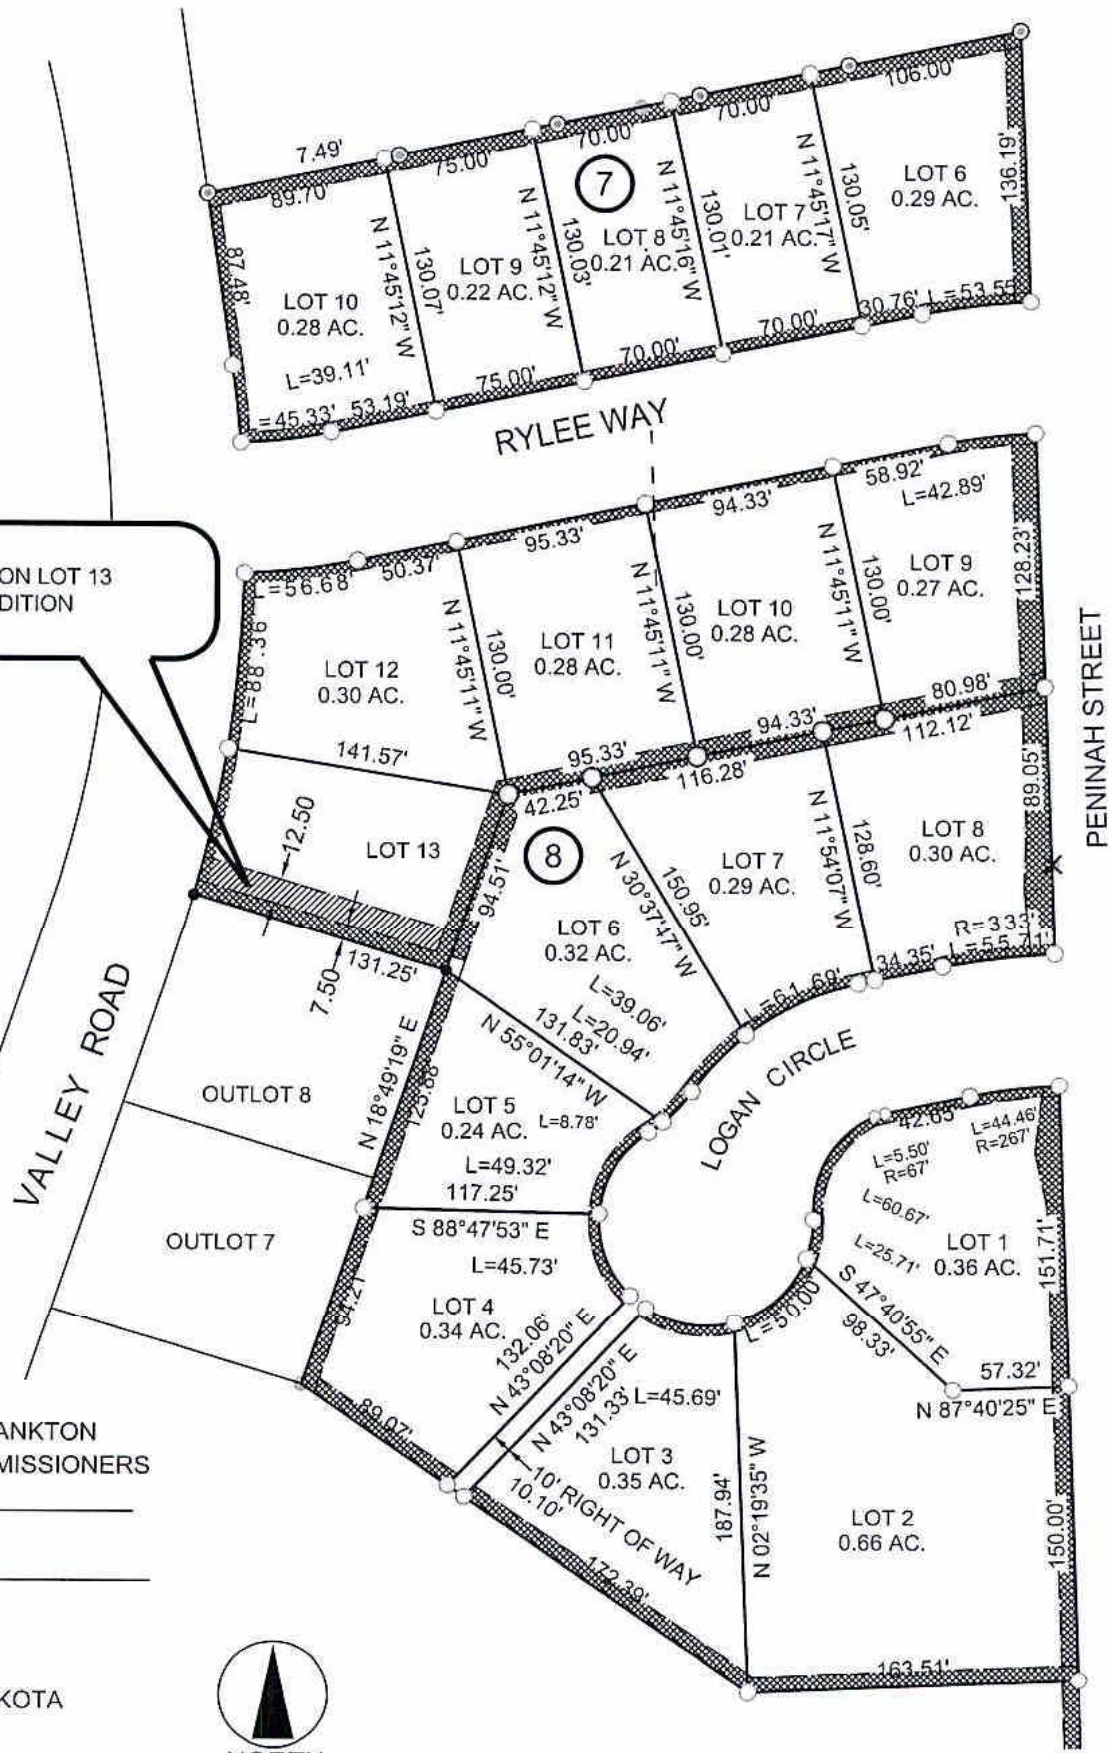 7.49'
89.70'
75.00'
70.00'
70.00'
106.00'
7
87.48'
N 11°45'12" W
130.07'
N 11°45'12" W
130.03'
N 11°45'16" W
130.01'
N 11°45'17" W
130.05'
136.19'
LOT 10
0.28 AC.
LOT 9
0.22 AC.
LOT 8
0.21 AC.
LOT 7
0.21 AC.
LOT 6
0.29 AC.
L=39.11'
=45.33'
53.19'
75.00'
70.00'
70.00'
30.76'
L=53.55'
RYLEE WAY
ON LOT 13
DITION
L=56.68'
50.37'
95.33'
94.33'
58.92'
L=42.89'
L=88.36'
N 11°45'11" W
130.00'
N 11°45'11" W
130.00'
N 11°45'11" W
130.00'
128.23'
LOT 12
0.30 AC.
LOT 11
0.28 AC.
LOT 10
0.28 AC.
LOT 9
0.27 AC.
PENINAH STREET
141.57'
95.33'
94.33'
80.98'
42.25'
116.28'
112.12'
12.50
LOT 13
8
94.51'
N 30°37'47" W
150.95'
N 11°54'07" W
128.60'
89.05'
LOT 7
0.29 AC.
LOT 8
0.30 AC.
LOT 6
0.32 AC.
R=333'
L=55.71'
34.35'
L=61.69'
7.50
131.25'
L=39.06'
L=20.94'
131.83'
N 55°01'14" W
VALLEY ROAD
N 18°49'19" E
123.88'
OUTLOT 8
LOT 5
0.24 AC.
L=8.78'
LOGAN CIRCLE
42.65'
L=44.46'
R=267'
L=5.50'
R=67'
L=49.32'
117.25'
S 88°47'53" E
L=60.67'
L=25.71'
OUTLOT 7
L=45.73'
LOT 1
0.36 AC.
151.71'
94.21'
LOT 4
0.34 AC.
L=50.00'
S 47°40'55" E
98.33'
132.06'
N 43°08'20" E
N 43°08'20" E
131.33'
57.32'
N 87°40'25" E
89.07'
L=45.69'
ANKTON
MISSIONERS
LOT 3
0.35 AC.
10' RIGHT OF WAY
10.10'
187.94'
N 02°19'35" W
LOT 2
0.66 AC.
150.00'
172.39'
163.51'
KOTA